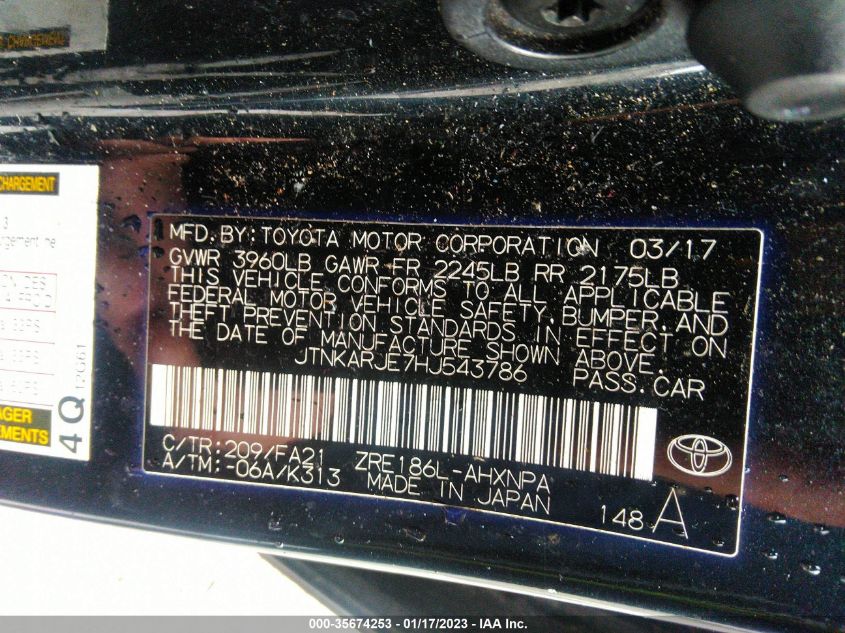 CHARGEMENT
MFD. BY: TOYOTA MOTOR CORPORATION 03/17
GVWR 3960LB GAWR FR 2245LB RR 2175LB
THIS VEHICLE CONFORMS TO ALL APPLICABLE
FEDERAL MOTOR VEHICLE SAFETY, BUMPER, AND
THEFT PREVENTION STANDARDS IN EFFECT ON
THE DATE OF MANUFACTURE SHOWN ABOVE.
JTNKARJE7HJ543786 PASS. CAR
C/TR: 209/FA21 ZRE186L-AHXNPA
A/TM: -06A/K313 MADE IN JAPAN
148 A
4Q
AGER
EMENTS
000-35674253 - 01/17/2023 - © IAA, Inc.